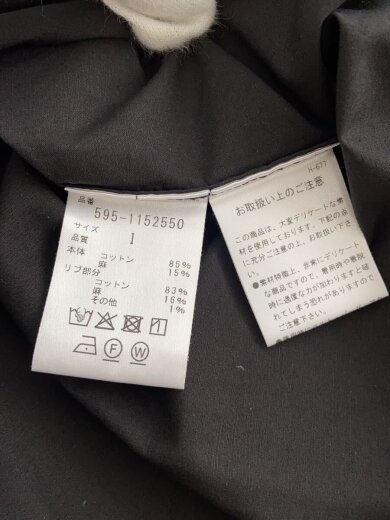 品番
595-1152550
サイズ
品質 I
本体 コットン 85%
麻 15%
リブ部分
コットン 83%
麻 16%
その他 1%
F
W
H-677
お取扱い上のご注意
この商品は、大変デリケートな素
材を使用しております。下記の点
に充分ご注意の上、お取扱い下さ
い。
●素材特徴上、非常にデリケート
な商品ですので、着用時や着脱
時に過度な力が加わりますと破
れてしまう恐れがありますので
ご注意下さい。